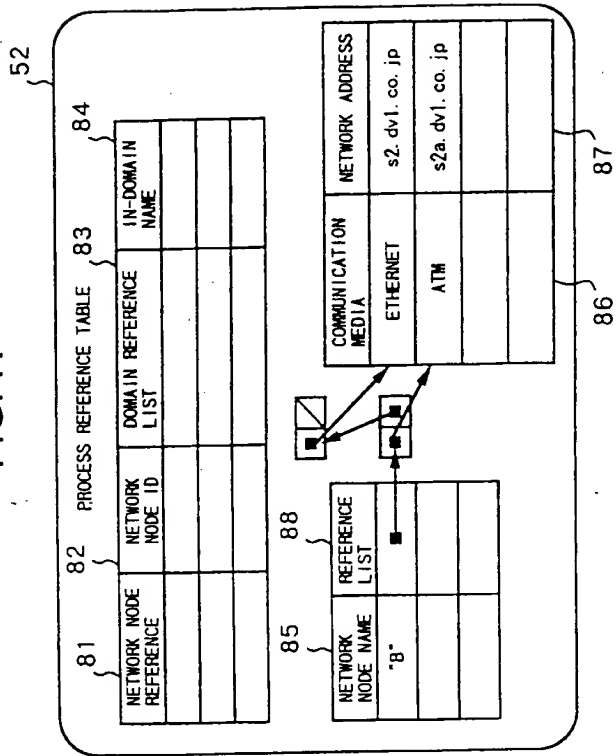 52
PROCESS REFERENCE TABLE
81
82
83
84
NETWORK NODE
REFERENCE
NETWORK
NODE ID
DOMAIN REFERENCE
LIST
IN-DOMAIN
NAME
85
88
NETWORK
NODE NAME
REFERENCE
LIST
"B"
COMMUNICATION
MEDIA
NETWORK ADDRESS
ETHERNET
s2. dv1. co. jp
ATM
s2a. dv1. co. jp
86
87